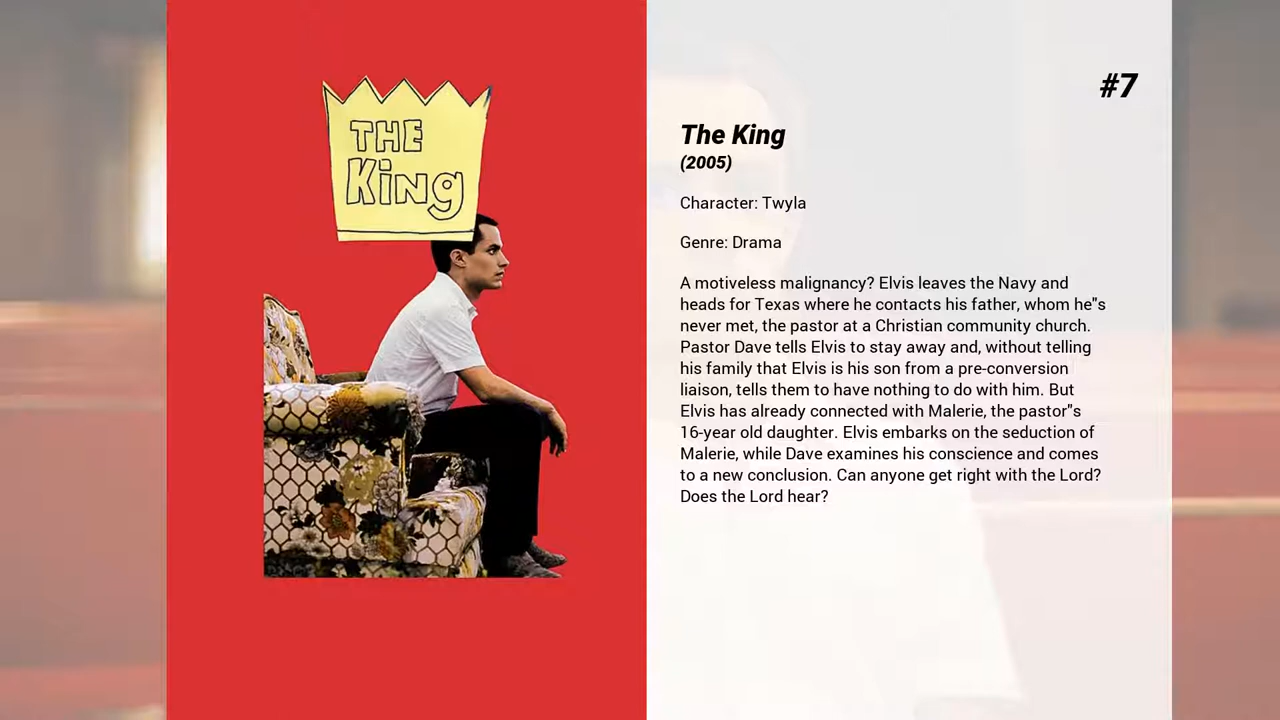 THE
King
#7
The King
(2005)
Character: Twyla
Genre: Drama
A motiveless malignancy? Elvis leaves the Navy and
heads for Texas where he contacts his father, whom he"s
never met, the pastor at a Christian community church.
Pastor Dave tells Elvis to stay away and, without telling
his family that Elvis is his son from a pre-conversion
liaison, tells them to have nothing to do with him. But
Elvis has already connected with Malerie, the pastor"s
16-year old daughter. Elvis embarks on the seduction of
Malerie, while Dave examines his conscience and comes
to a new conclusion. Can anyone get right with the Lord?
Does the Lord hear?